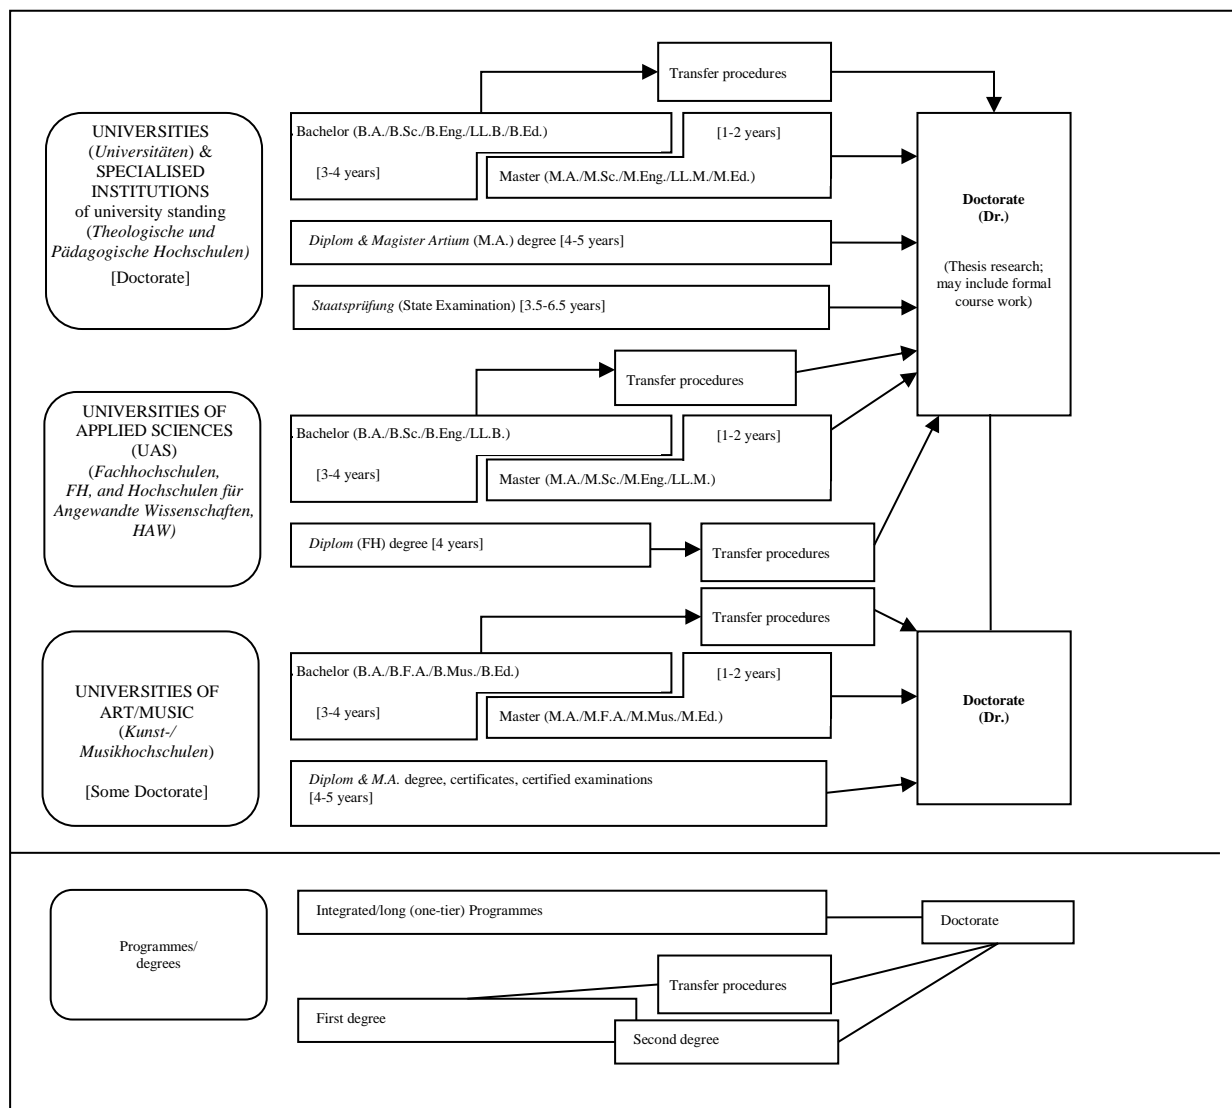 Transfer procedures
UNIVERSITIES
(Universitäten) &
SPECIALISED
INSTITUTIONS
of university standing
(Theologische und
Pädagogische Hochschulen)
[Doctorate]
Bachelor (B.A./B.Sc./B.Eng./LL.B./B.Ed.)
[3-4 years]
[1-2 years]
Master (M.A./M.Sc./M.Eng./LL.M./M.Ed.)
Diplom & Magister Artium (M.A.) degree [4-5 years]
Staatsprüfung (State Examination) [3.5-6.5 years]
Doctorate
(Dr.)
(Thesis research;
may include formal
course work)
Transfer procedures
UNIVERSITIES OF
APPLIED SCIENCES
(UAS)
(Fachhochschulen,
FH, and Hochschulen für
Angewandte Wissenschaften,
HAW)
Bachelor (B.A./B.Sc./B.Eng./LL.B.)
[3-4 years]
[1-2 years]
Master (M.A./M.Sc./M.Eng./LL.M.)
Diplom (FH) degree [4 years]
Transfer procedures
Transfer procedures
UNIVERSITIES OF
ART/MUSIC
(Kunst-/
Musikhochschulen)
[Some Doctorate]
Bachelor (B.A./B.F.A./B.Mus./B.Ed.)
[3-4 years]
[1-2 years]
Master (M.A./M.F.A./M.Mus./M.Ed.)
Diplom & M.A. degree, certificates, certified examinations
[4-5 years]
Doctorate
(Dr.)
Programmes/
degrees
Integrated/long (one-tier) Programmes
Doctorate
Transfer procedures
First degree
Second degree